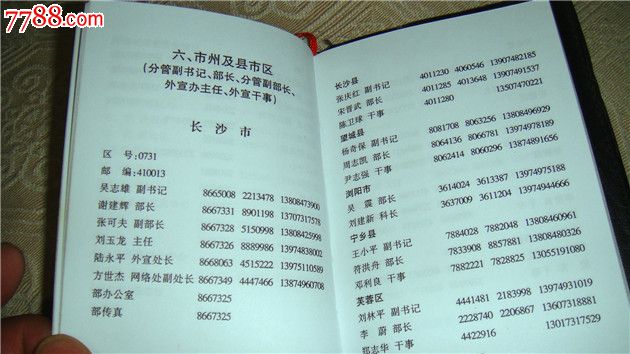 7788.com
六、市州及县市区
(分管副书记、部长、分管副部长、
外宣办主任、外宣干事)
长沙市
区 号:0731
邮 编:410013
吴志雄 副书记 8665008 2213478 13808473900
谢建辉 部长 8667331 8901198 13707317578
张可夫 副部长 8667328 5150998 13808425998
刘玉龙 主任 8667326 8889986 13974838002
陆永平 外宣处长 8668063 4515222 13975110589
方世杰 网络处副处长 8667349 4447466 13874960708
部办公室 8667325
部传真 8667325
长沙县
张庆红 副书记 4011230 4060546 13907482185
宋晋武 部长 4011285 4013648 13907491537
陈卫球 干事 4011280 13507470221
望城县
杨奇保 副书记 8081708 8063256 13808496929
周志凯 部长 8064136 8066781 13974978189
尹志强 干事 8062414 8060296 13874891656
浏阳市
吴 震 部长 3614024 3613387 13974975188
刘建新 科长 3637009 3611204 13974944666
宁乡县
王小平 副书记 7884028 7882048 13808460961
符洪舟 部长 7733908 8857881 13808480326
邓利良 干事 7882221 7828825 13055191080
芙蓉区
刘林平 副书记 4441481 2183998 13974931019
李 蔚 部长 2228740 2206867 13607318881
郑志华 干事 4422916 13017317529